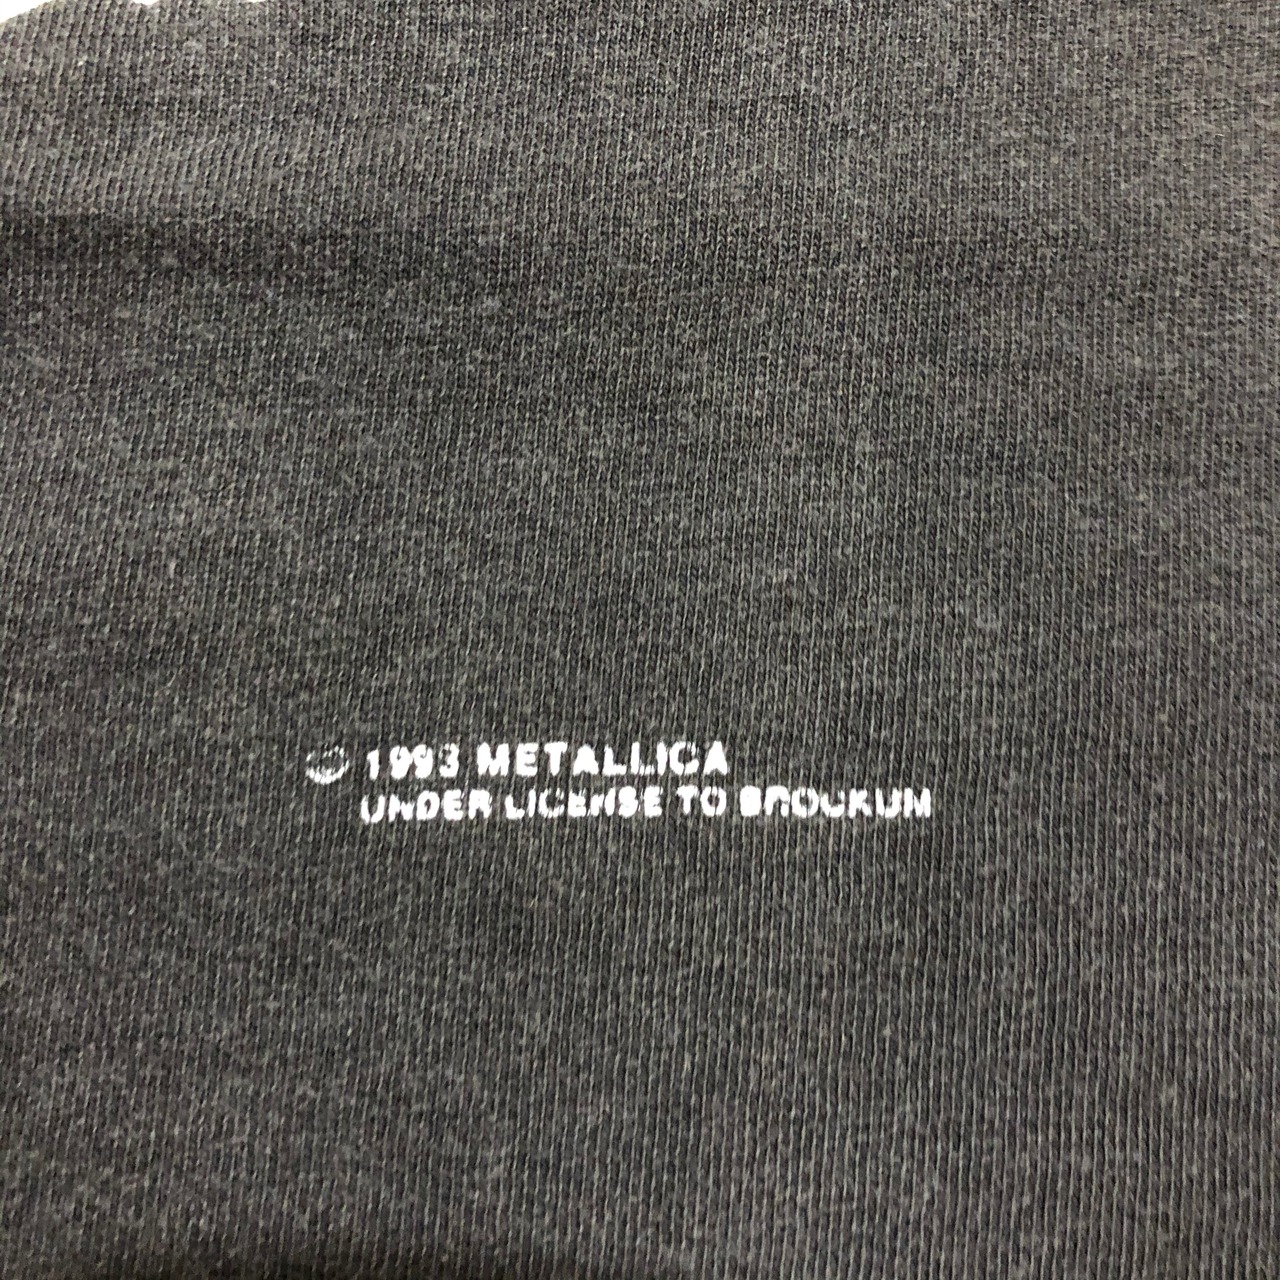 © 1993 METALLICA
UNDER LICENSE TO BROCKUM